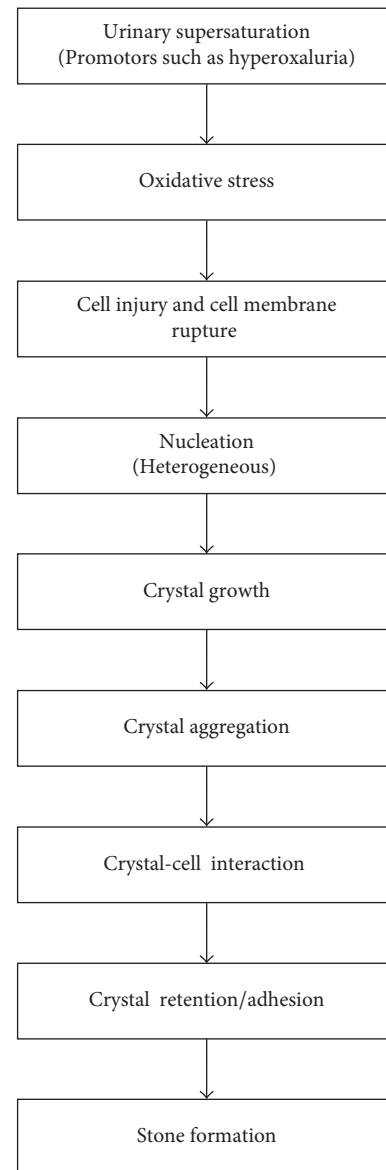 Urinary supersaturation
(Promotors such as hyperoxaluria)
Oxidative stress
Cell injury and cell membrane
rupture
Nucleation
(Heterogeneous)
Crystal growth
Crystal aggregation
Crystal-cell interaction
Crystal retention/adhesion
Stone formation